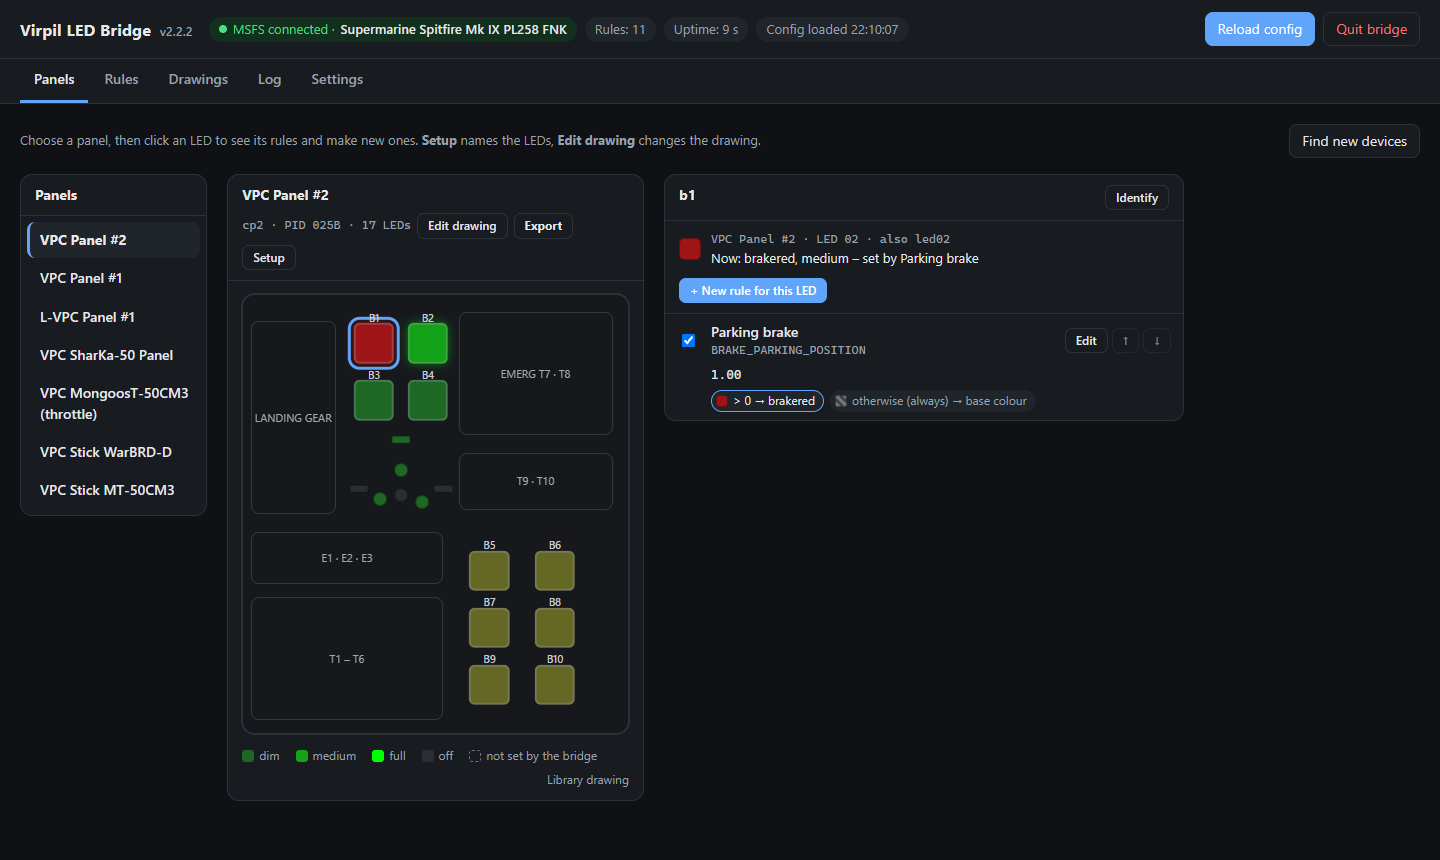 Virpil LED Bridge v2.2.2
MSFS connected · Supermarine Spitfire Mk IX PL258 FNK
Rules: 11
Uptime: 9 s
Config loaded 22:10:07
Reload config
Quit bridge
Panels
Rules
Drawings
Log
Settings
Choose a panel, then click an LED to see its rules and make new ones. Setup names the LEDs, Edit drawing changes the drawing.
Find new devices
Panels
VPC Panel #2
VPC Panel #1
L-VPC Panel #1
VPC SharKa-50 Panel
VPC MongoosT-50CM3
(throttle)
VPC Stick WarBRD-D
VPC Stick MT-50CM3
VPC Panel #2
cp2 · PID 025B · 17 LEDs
Edit drawing
Export
Setup
B1
B2
B3
B4
LANDING GEAR
EMERG T7 · T8
T9 · T10
E1 · E2 · E3
T1 – T6
B5
B6
B7
B8
B9
B10
dim
medium
full
off
not set by the bridge
Library drawing
b1
Identify
VPC Panel #2 · LED 02 · also led02
Now: brakered, medium – set by Parking brake
+ New rule for this LED
Parking brake
BRAKE_PARKING_POSITION
Edit
↑
↓
1.00
> 0 → brakered
otherwise (always) → base colour